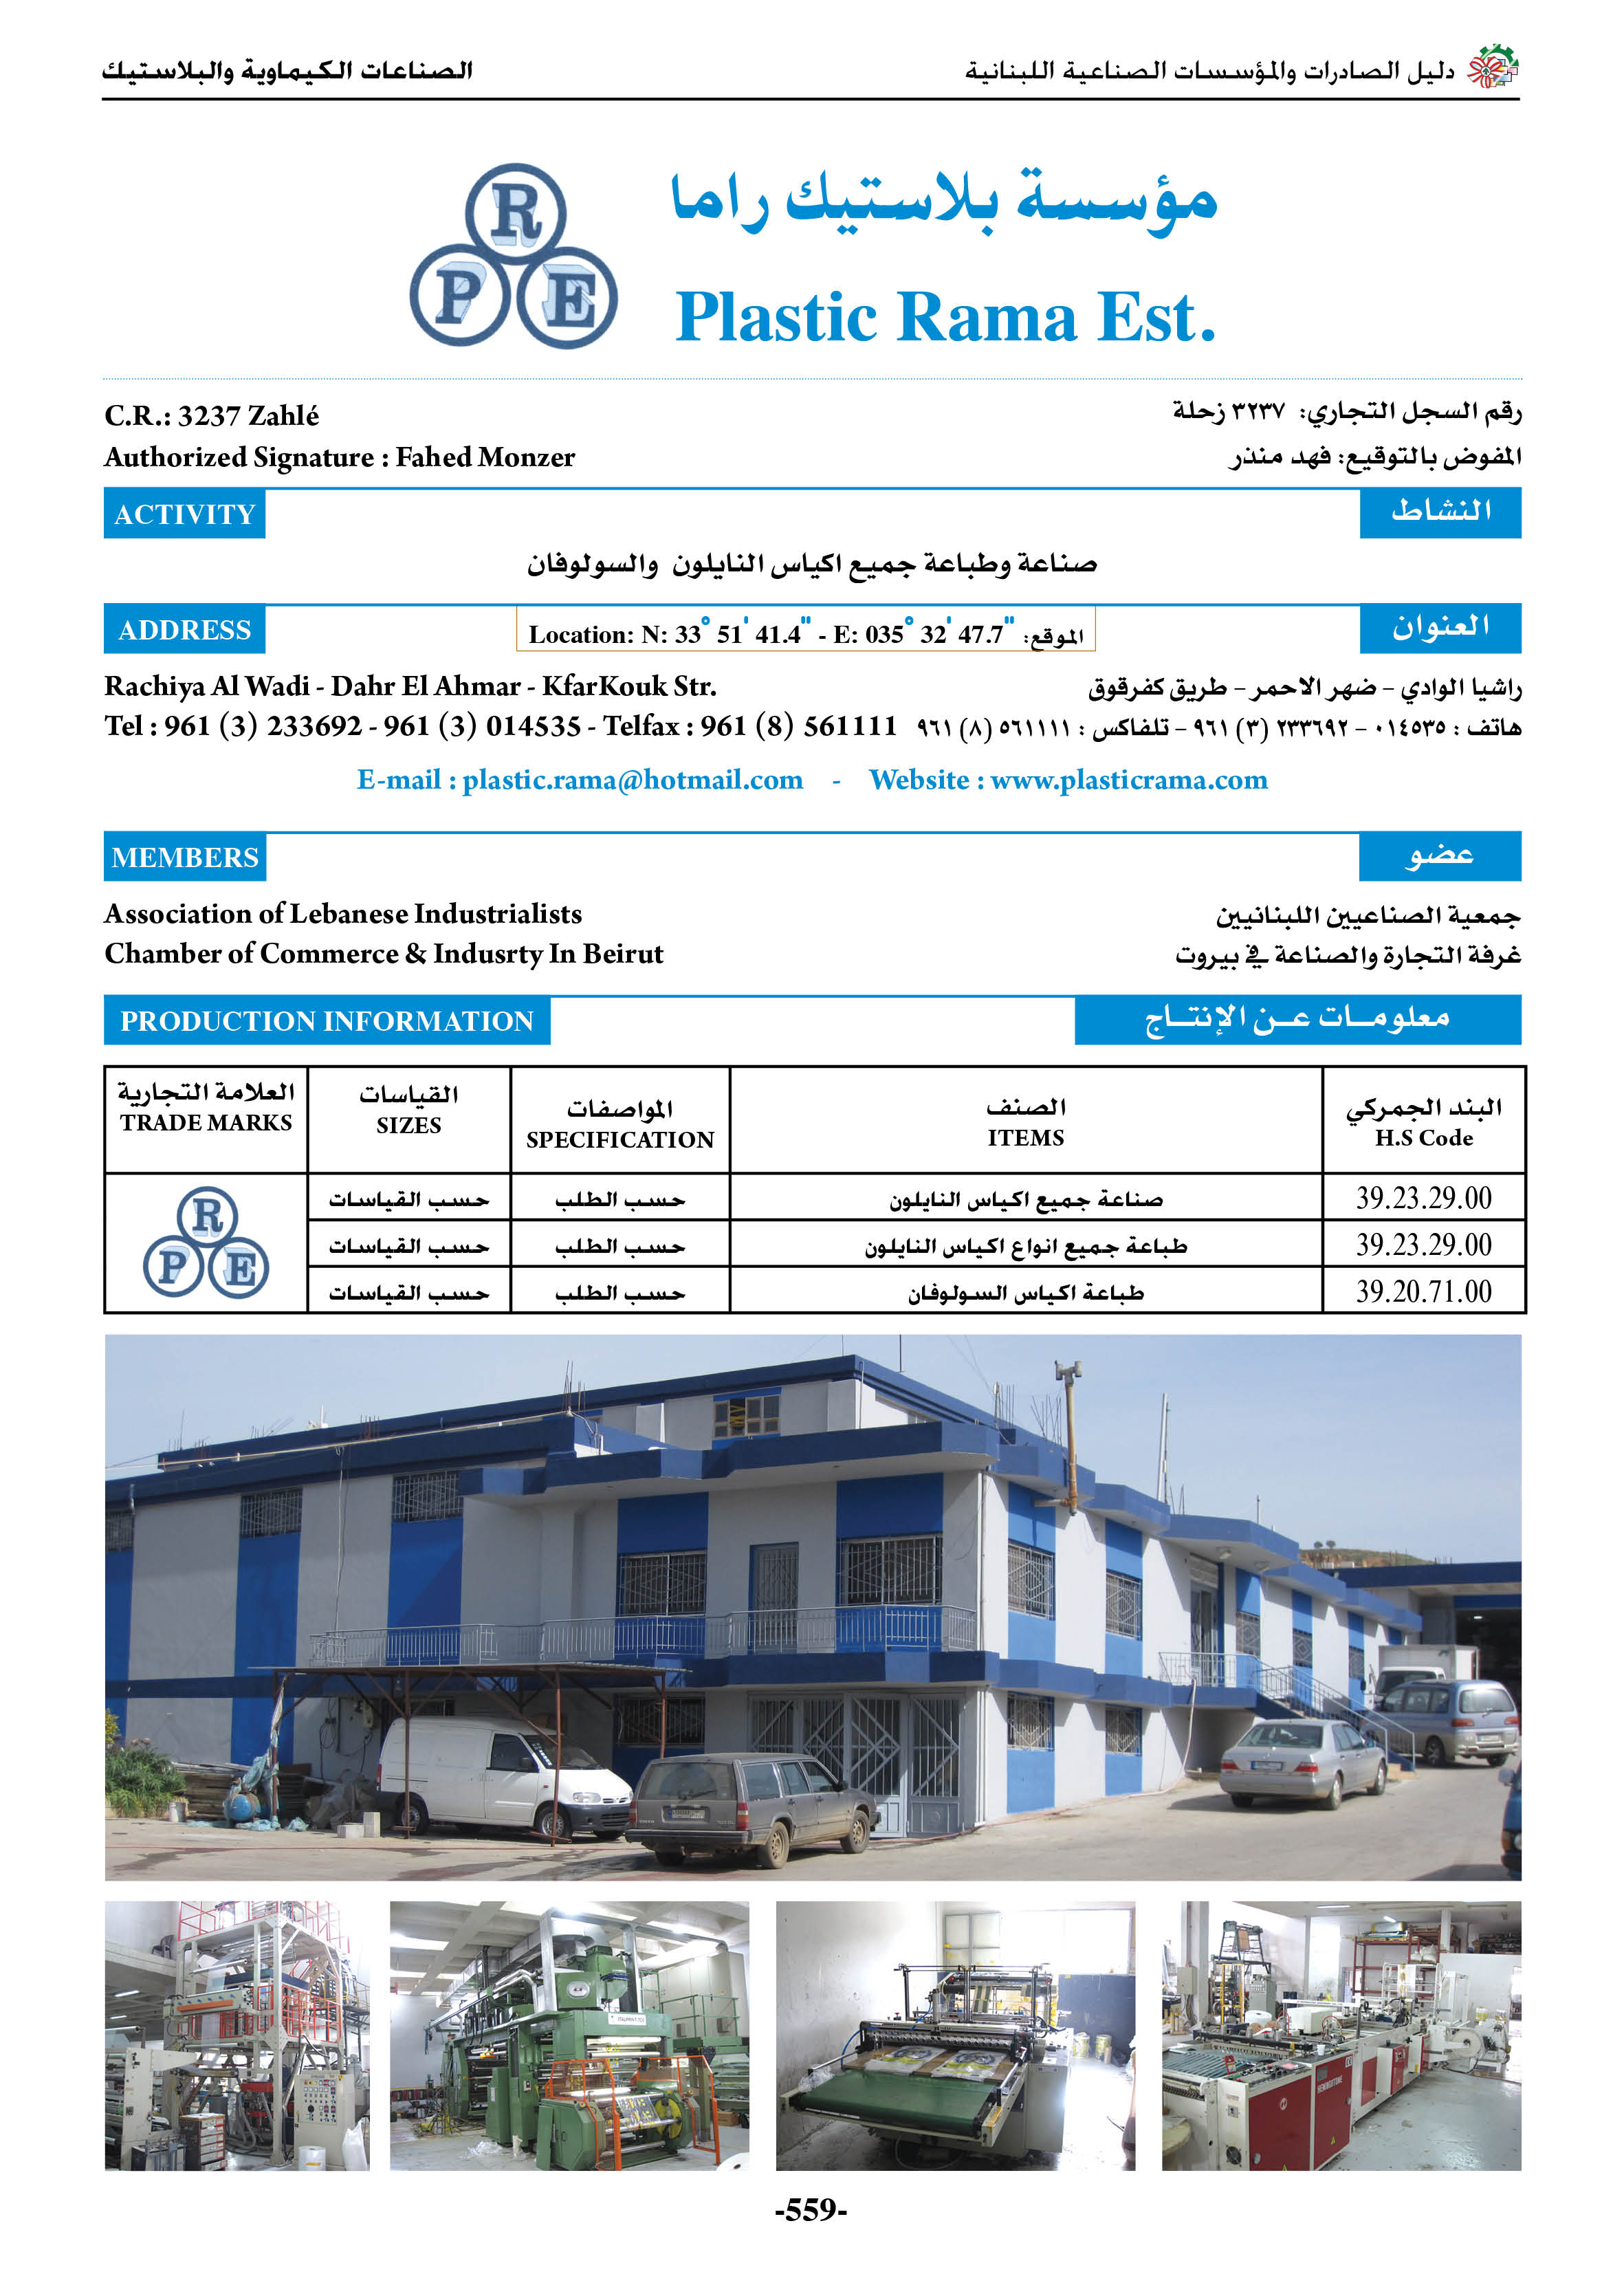 دليل الصادرات والمؤسسات الصناعية اللبنانية
الصناعات الكيماوية والبلاستيك
R
P E
مؤسسة بلاستيك راما
Plastic Rama Est.
C.R.: 3237 Zahlé
رقم السجل التجاري: ٣٢٣٧ زحلة
Authorized Signature : Fahed Monzer
المفوض بالتوقيع: فهد منذر
ACTIVITY
النشاط
صناعة وطباعة جميع اكياس النايلون والسولوفان
ADDRESS
Location: N: 33° 51' 41.4" - E: 035° 32' 47.7" الموقع:
العنوان
Rachiya Al Wadi - Dahr El Ahmar - KfarKouk Str.
راشيا الوادي - ضهر الاحمر - طريق كفرقوق
Tel : 961 (3) 233692 - 961 (3) 014535 - Telfax : 961 (8) 561111
هاتف : ٠١٤٥٣٥ - ٢٣٣٦٩٢ (٣) ٩٦١ - تلفاكس : ٥٦١١١١ (٨) ٩٦١
E-mail : plastic.rama@hotmail.com - Website : www.plasticrama.com
MEMBERS
عضو
Association of Lebanese Industrialists
جمعية الصناعيين اللبنانيين
Chamber of Commerce & Indusrty In Beirut
غرفة التجارة والصناعة في بيروت
PRODUCTION INFORMATION
معلومــات عــن الإنتــاج
العلامة التجارية
TRADE MARKS
القياسات
SIZES
المواصفات
SPECIFICATION
الصنف
ITEMS
البند الجمركي
H.S Code
R
P E
حسب القياسات حسب الطلب صناعة جميع اكياس النايلون 39.23.29.00
حسب القياسات حسب الطلب طباعة جميع انواع اكياس النايلون 39.23.29.00
حسب القياسات حسب الطلب طباعة اكياس السولوفان 39.20.71.00
-559-